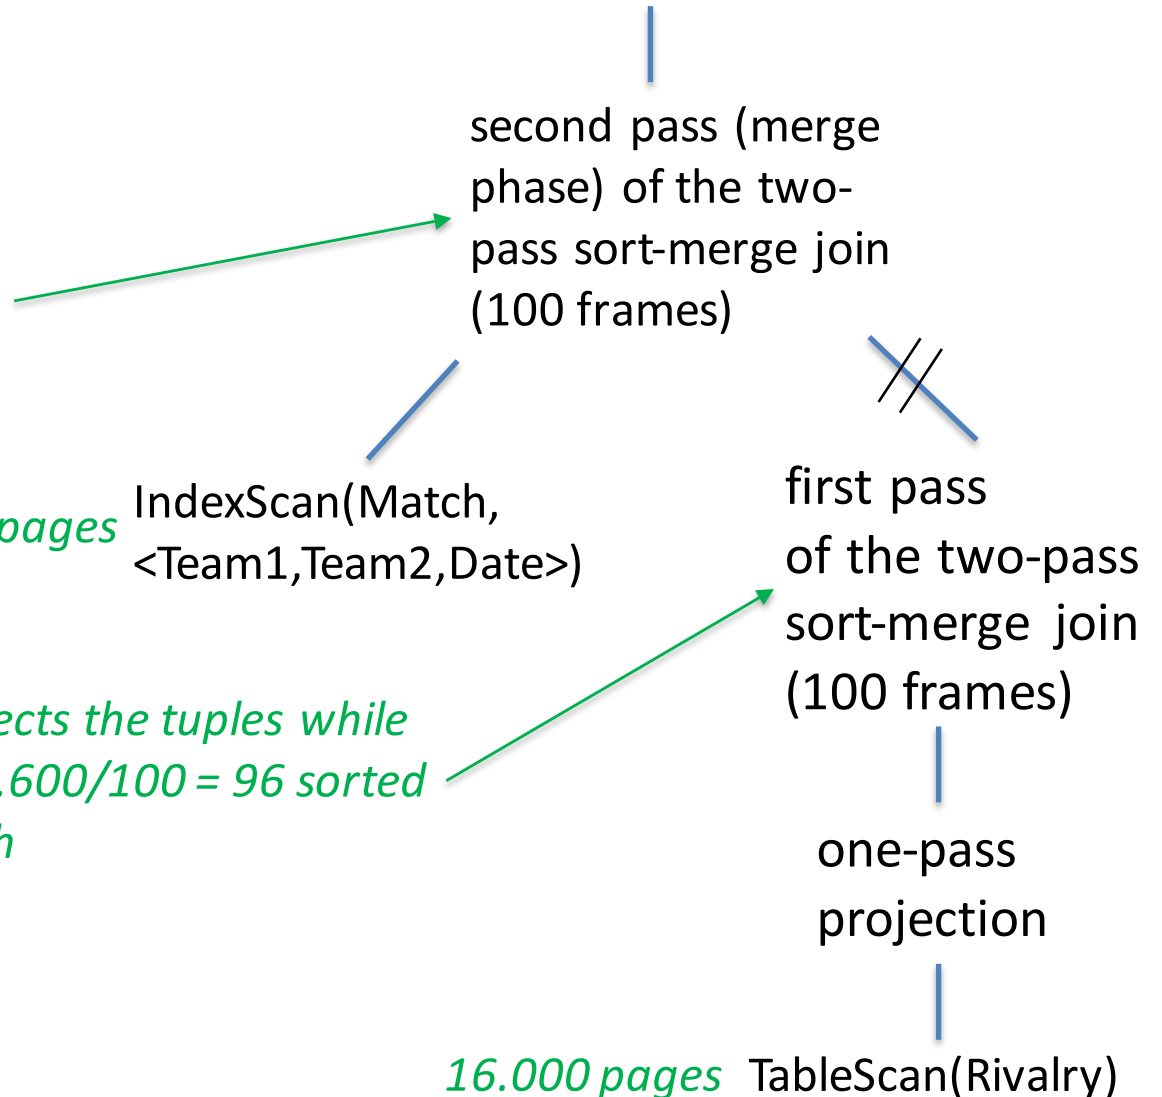 second pass (merge
phase) of the two-
pass sort-merge join
(100 frames)
pages
IndexScan(Match,
<Team1,Team2,Date>)
first pass
of the two-pass
sort-merge join
(100 frames)
ects the tuples while
.600/100 = 96 sorted
h
one-pass
projection
16.000 pages TableScan(Rivalry)